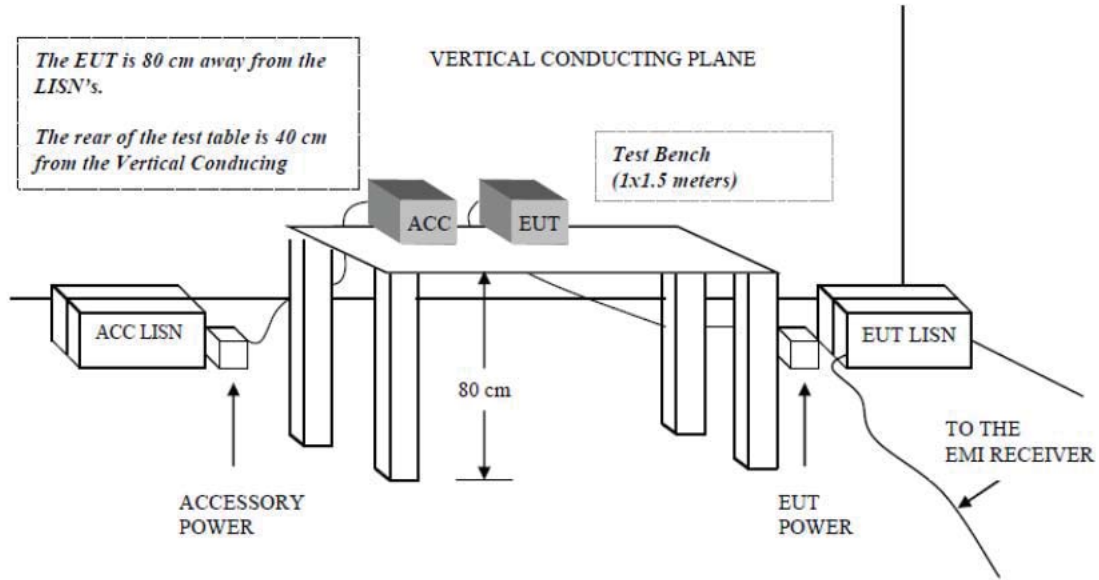 The EUT is 80 cm away from the
LISN's.
The rear of the test table is 40 cm
from the Vertical Conducing
VERTICAL CONDUCTING PLANE
Test Bench
(1x1.5 meters)
ACC
EUT
ACC LISN
EUT LISN
80 cm
TO THE
EMI RECEIVER
ACCESSORY
POWER
EUT
POWER